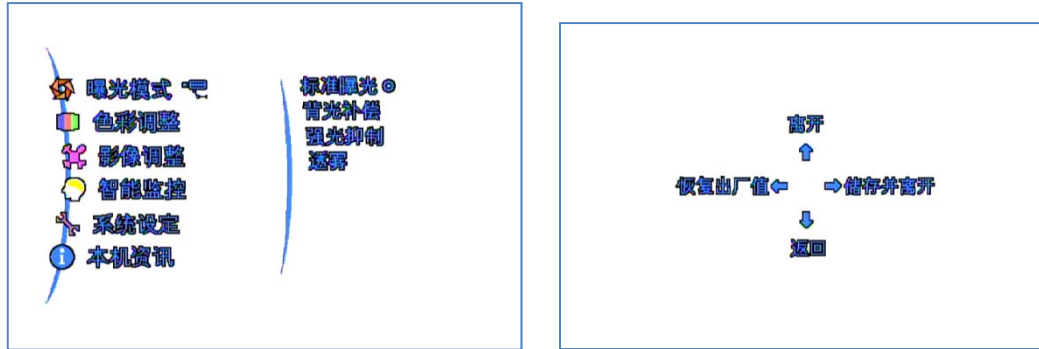 曝光模式
色彩调整
影像调整
智能监控
系统设定
本机资讯
标准曝光
背光补偿
强光抑制
透雾
离开
恢复出厂值
储存并离开
返回